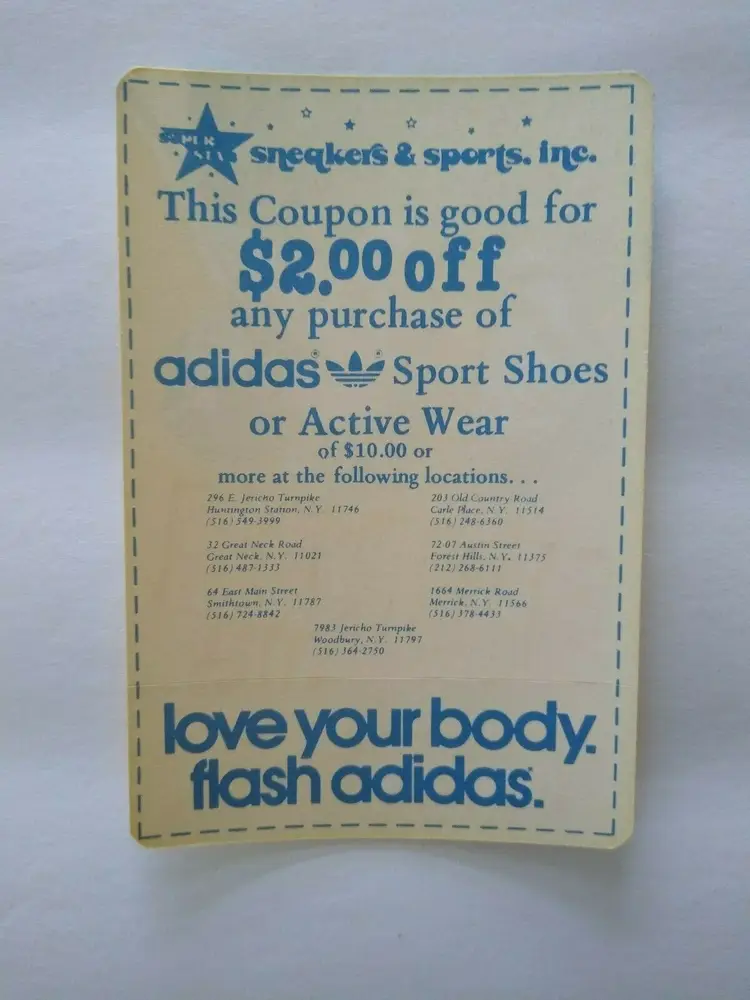 SUPER
STAR
sneakers & sports. inc.
This Coupon is good for
$2.00 off
any purchase of
adidas® ® Sport Shoes
or Active Wear
of $10.00 or
more at the following locations. . .
296 E. Jericho Turnpike
Huntington Station, N.Y. 11746
(516) 549-3999
203 Old Country Road
Carle Place, N.Y. 11514
(516) 248-6360
32 Great Neck Road
Great Neck, N.Y. 11021
(516) 487-1333
72-07 Austin Street
Forest Hills, N.Y. 11375
(212) 268-6111
64 East Main Street
Smithtown, N.Y. 11787
(516) 724-8842
1664 Merrick Road
Merrick, N.Y. 11566
(516) 378-4433
7983 Jericho Turnpike
Woodbury, N.Y. 11797
(516) 364-2750
love your body.
flash adidas.